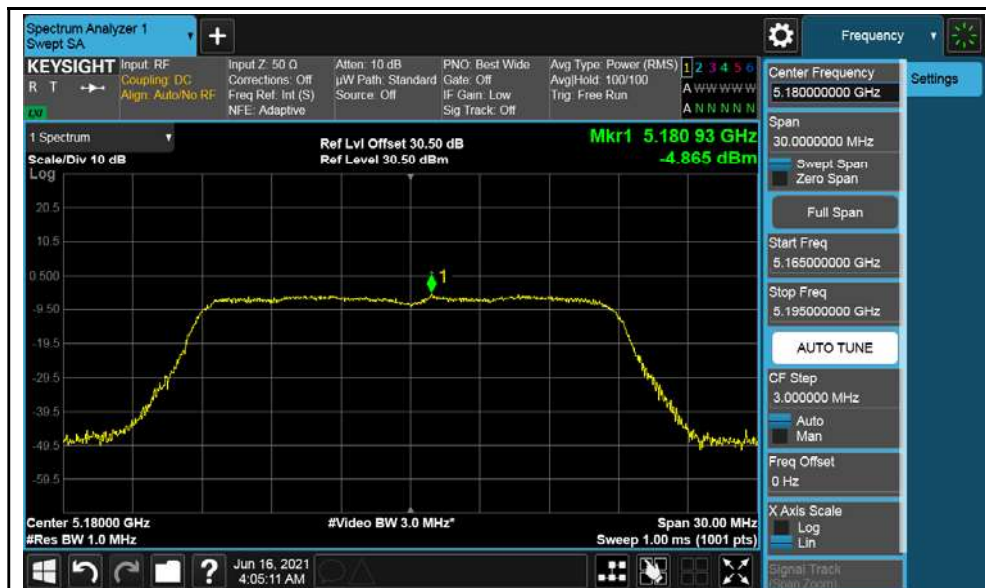 Spectrum Analyzer 1
Swept SA
+
Frequency
KEYSIGHT
R T
LXI
Input: RF
Coupling: DC
Align: Auto/No RF
Input Z: 50 Ω
Corrections: Off
Freq Ref: Int (S)
NFE: Adaptive
Atten: 10 dB
µW Path: Standard
Source: Off
PNO: Best Wide
Gate: Off
IF Gain: Low
Sig Track: Off
Avg Type: Power (RMS)
Avg|Hold: 100/100
Trig: Free Run
1 2 3 4 5 6
A W W W W W
A N N N N N
1 Spectrum
Scale/Div 10 dB
Log
Ref Lvl Offset 30.50 dB
Ref Level 30.50 dBm
Mkr1 5.180 93 GHz
-4.865 dBm
20.5
10.5
0.500
-9.50
-19.5
-29.5
-39.5
-49.5
-59.5
1
Center 5.18000 GHz
#Res BW 1.0 MHz
#Video BW 3.0 MHz*
Span 30.00 MHz
Sweep 1.00 ms (1001 pts)
?
Jun 16, 2021
4:05:11 AM
Center Frequency
5.180000000 GHz
Span
30.0000000 MHz
Swept Span
Zero Span
Full Span
Start Freq
5.165000000 GHz
Stop Freq
5.195000000 GHz
AUTO TUNE
CF Step
3.000000 MHz
Auto
Man
Freq Offset
0 Hz
X Axis Scale
Log
Lin
Signal Track
(Span Zoom)
Settings